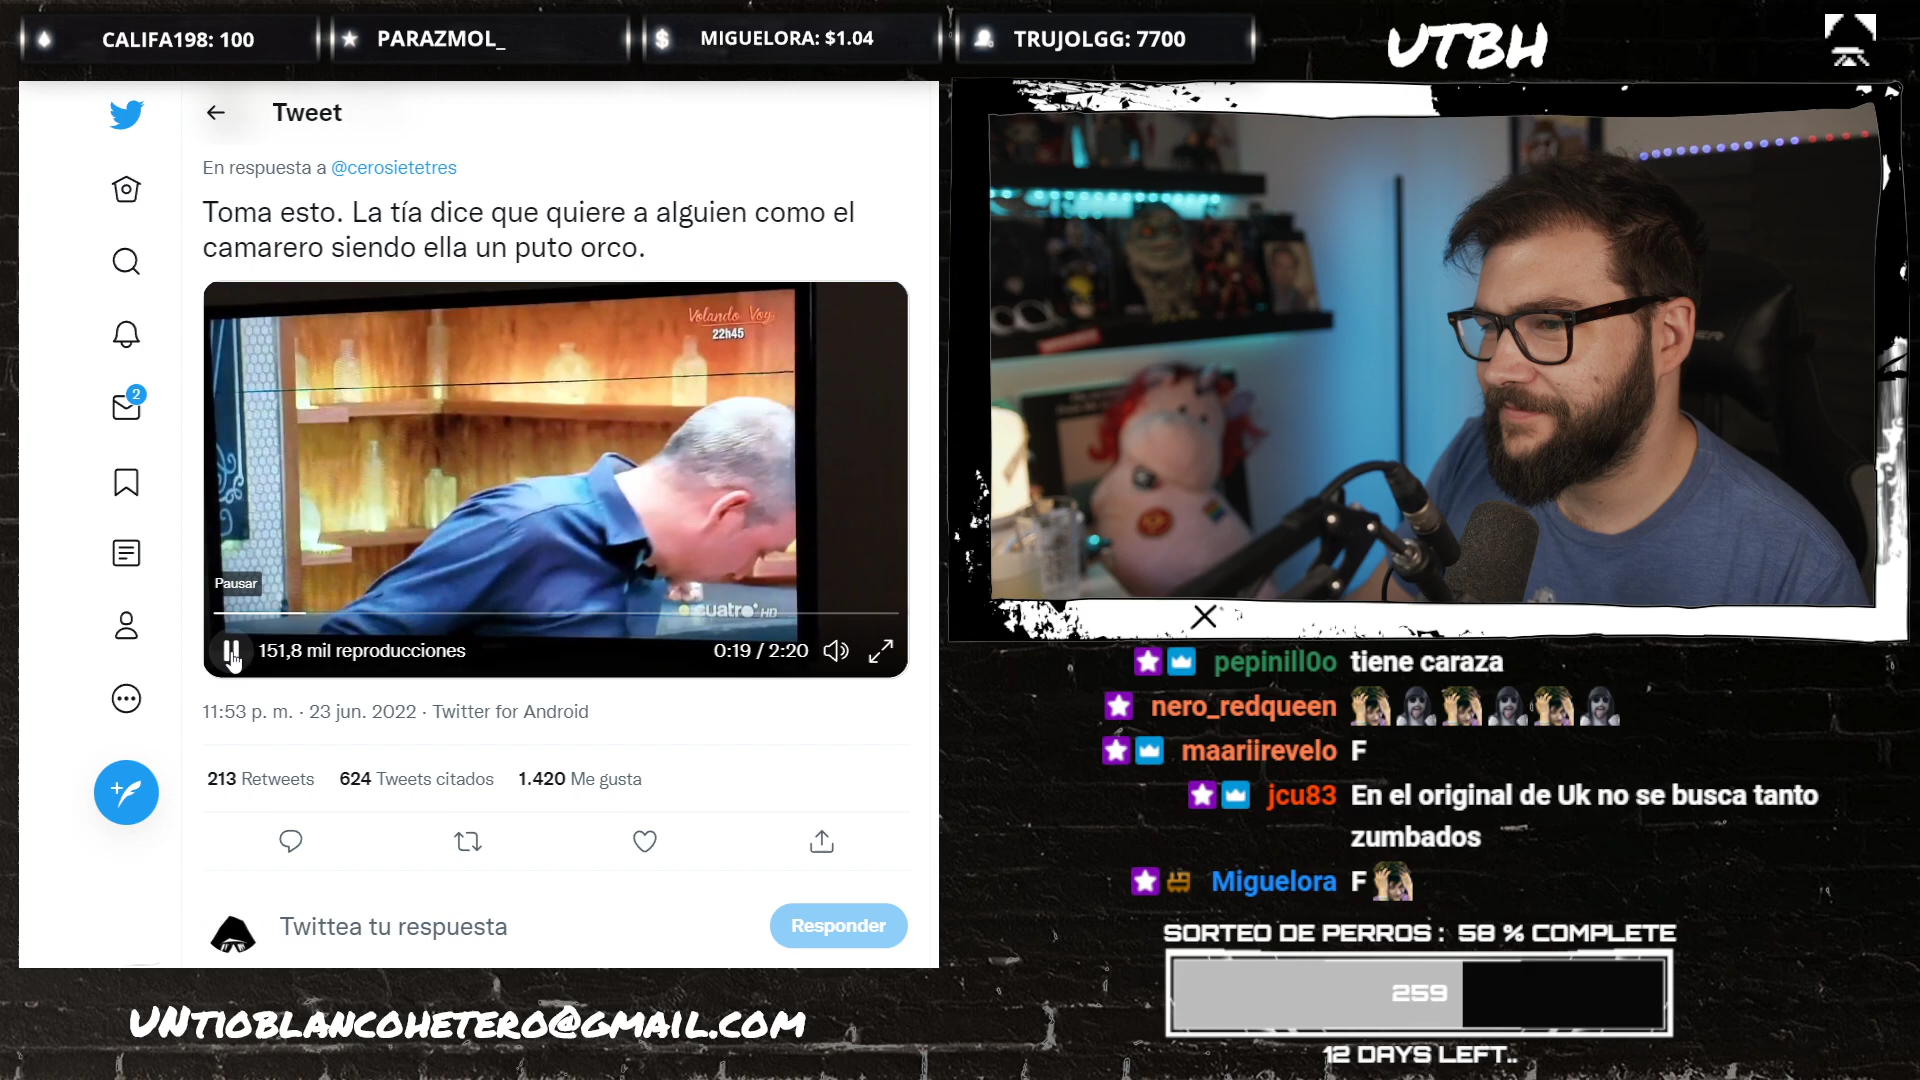 CALIFA198: 100
PARAZMOL_
MIGUELORA: $1.04
TRUJOLGG: 7700
UTBH
Tweet
En respuesta a @cerosietetres
Toma esto. La tía dice que quiere a alguien como el
camarero siendo ella un puto orco.
Volando Voy
22h45
cuatro HD
Pausar
151,8 mil reproducciones
0:19 / 2:20
2
11:53 p. m. · 23 jun. 2022 · Twitter for Android
213 Retweets 624 Tweets citados 1.420 Me gusta
Twittea tu respuesta
Responder
UNTIOBLANCOHETERO@GMAIL.COM
pepinill0o tiene caraza
nero_redqueen
maariirevelo F
jcu83 En el original de Uk no se busca tanto
zumbados
Miguelora F
SORTEO DE PERROS : 58 % COMPLETE
259
12 DAYS LEFT..